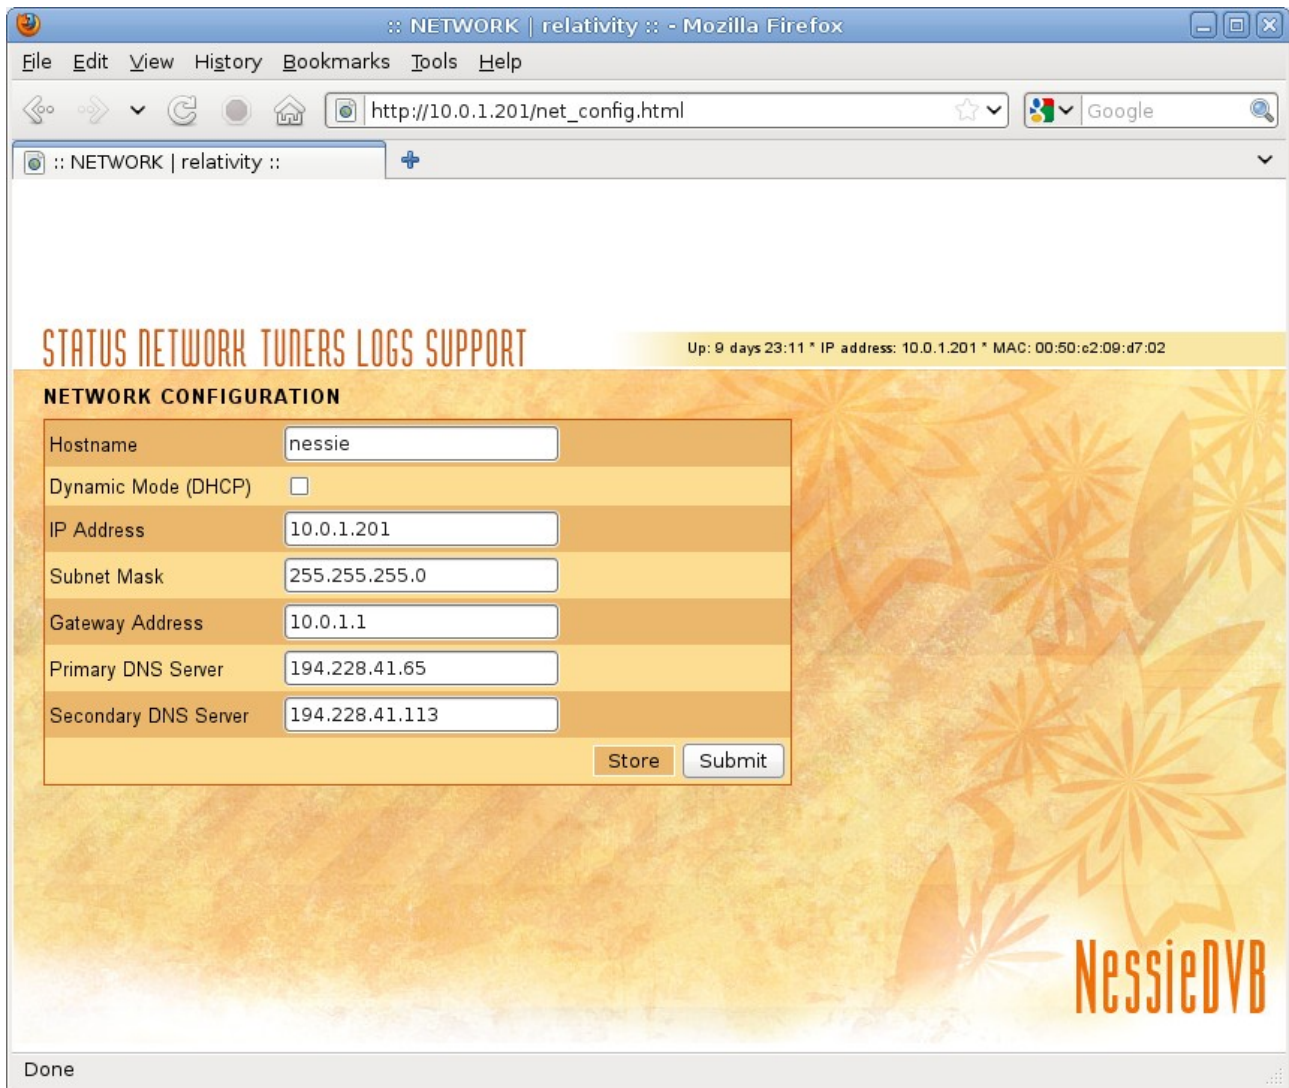 :: NETWORK | relativity :: - Mozilla Firefox
File Edit View History Bookmarks Tools Help
http://10.0.1.201/net_config.html Google
:: NETWORK | relativity ::
STATUS NETWORK TUNERS LOGS SUPPORT
Up: 9 days 23:11 * IP address: 10.0.1.201 * MAC: 00:50:c2:09:d7:02
NETWORK CONFIGURATION
Hostname nessie
Dynamic Mode (DHCP)
IP Address 10.0.1.201
Subnet Mask 255.255.255.0
Gateway Address 10.0.1.1
Primary DNS Server 194.228.41.65
Secondary DNS Server 194.228.41.113
Store Submit
NessieDVB
Done